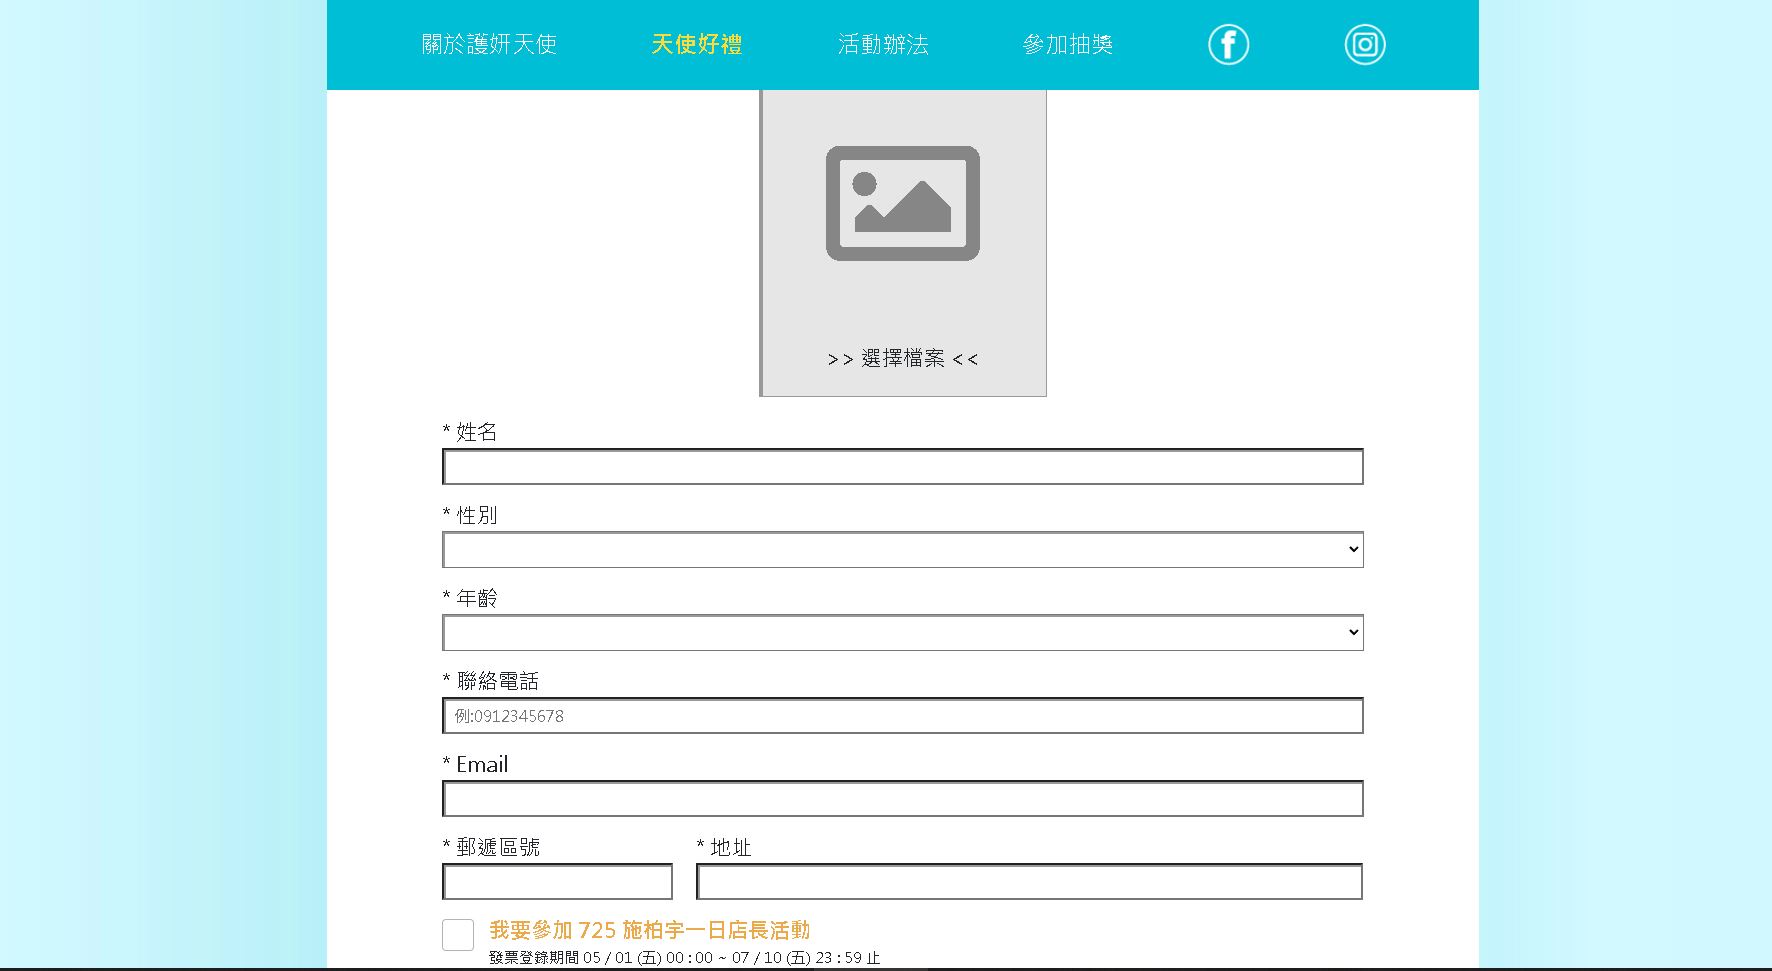 關於護妍天使 天使好禮 活動辦法 參加抽獎
>> 選擇檔案 <<
* 姓名
* 性別
* 年齡
* 聯絡電話
例:0912345678
* Email
* 郵遞區號 * 地址
我要參加 725 施柏宇一日店長活動
發票登錄期間 05 / 01 (五) 00 : 00 ~ 07 / 10 (五) 23 : 59 止